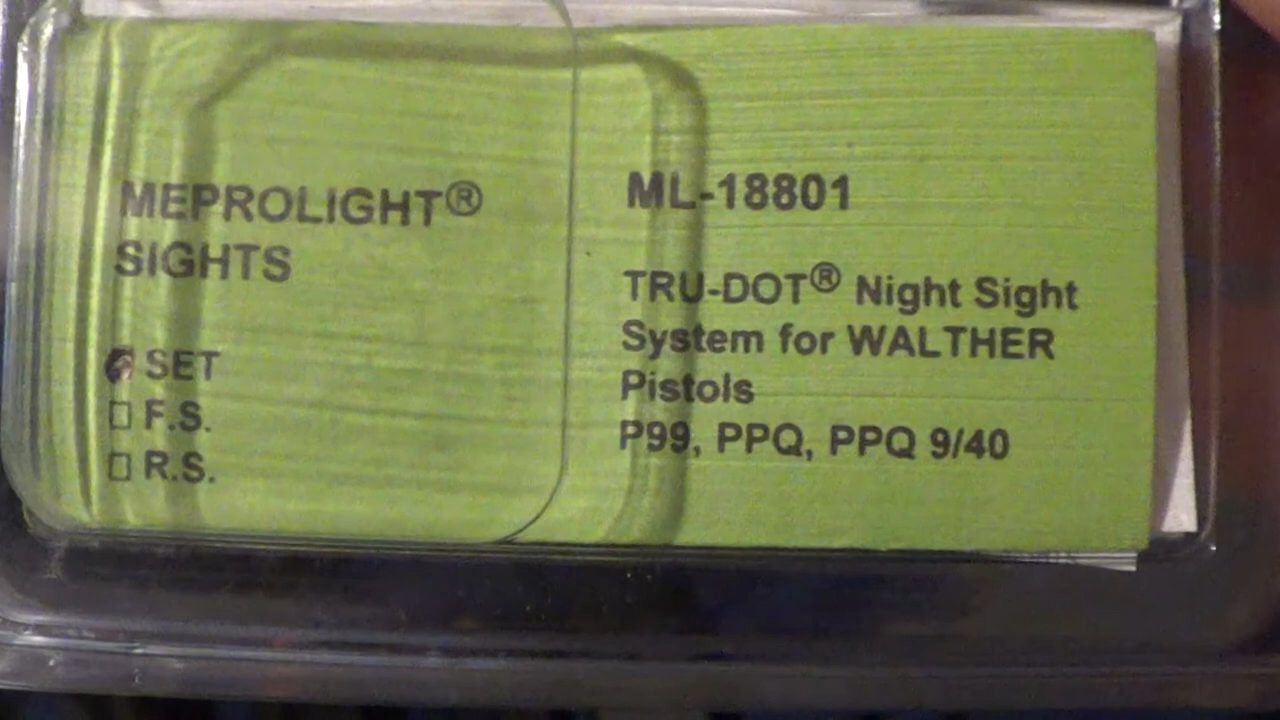 MEPROLIGHT®
SIGHTS
SET
☐ F.S.
☐ R.S.
ML-18801
TRU-DOT® Night Sight
System for WALTHER
Pistols
P99, PPQ, PPQ 9/40